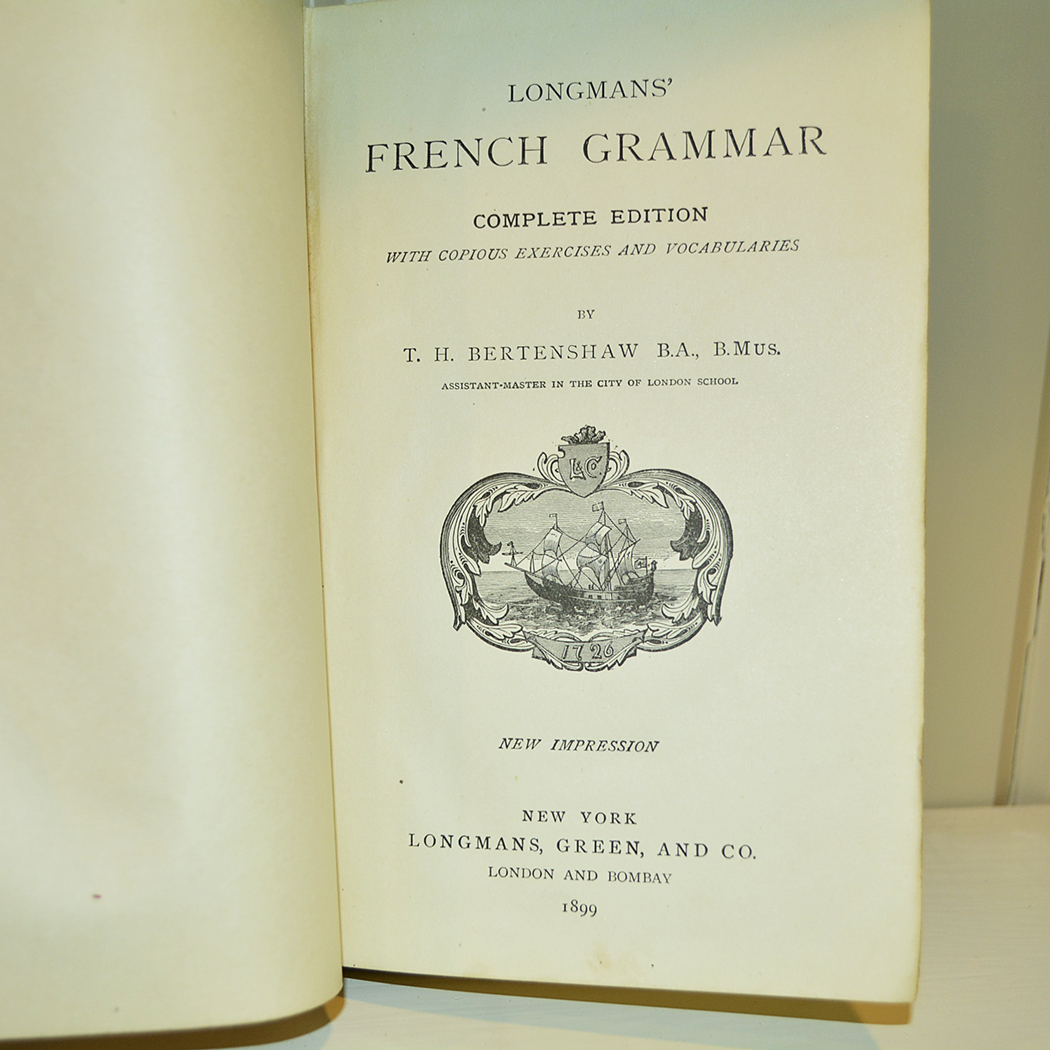 LONGMANS'
FRENCH GRAMMAR
COMPLETE EDITION
WITH COPIOUS EXERCISES AND VOCABULARIES
BY
T. H. BERTENSHAW B.A., B.MUS.
ASSISTANT-MASTER IN THE CITY OF LONDON SCHOOL
L&Co.
1726
NEW IMPRESSION
NEW YORK
LONGMANS, GREEN, AND CO.
LONDON AND BOMBAY
1899